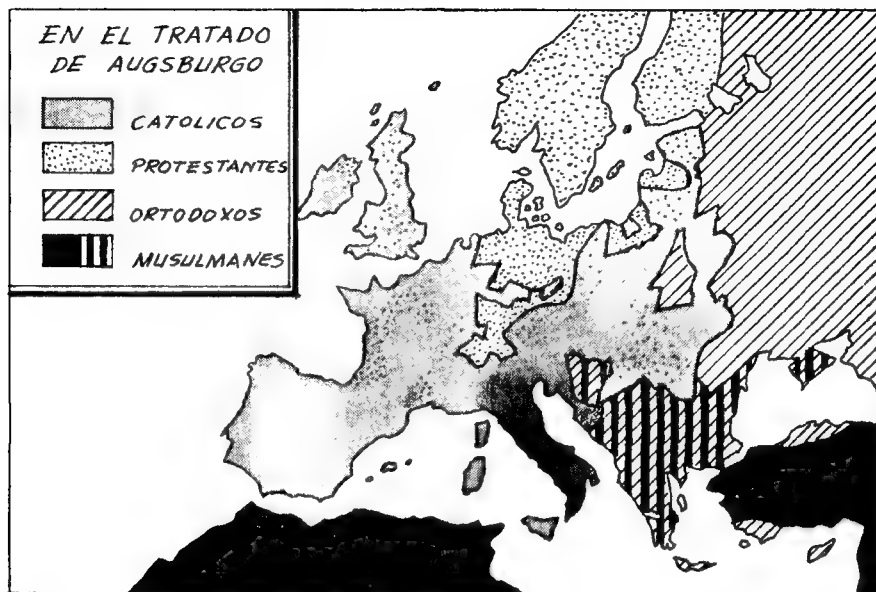 EN EL TRATADO
DE AUGSBURGO
CATOLICOS
PROTESTANTES
ORTODOXOS
MUSULMANES